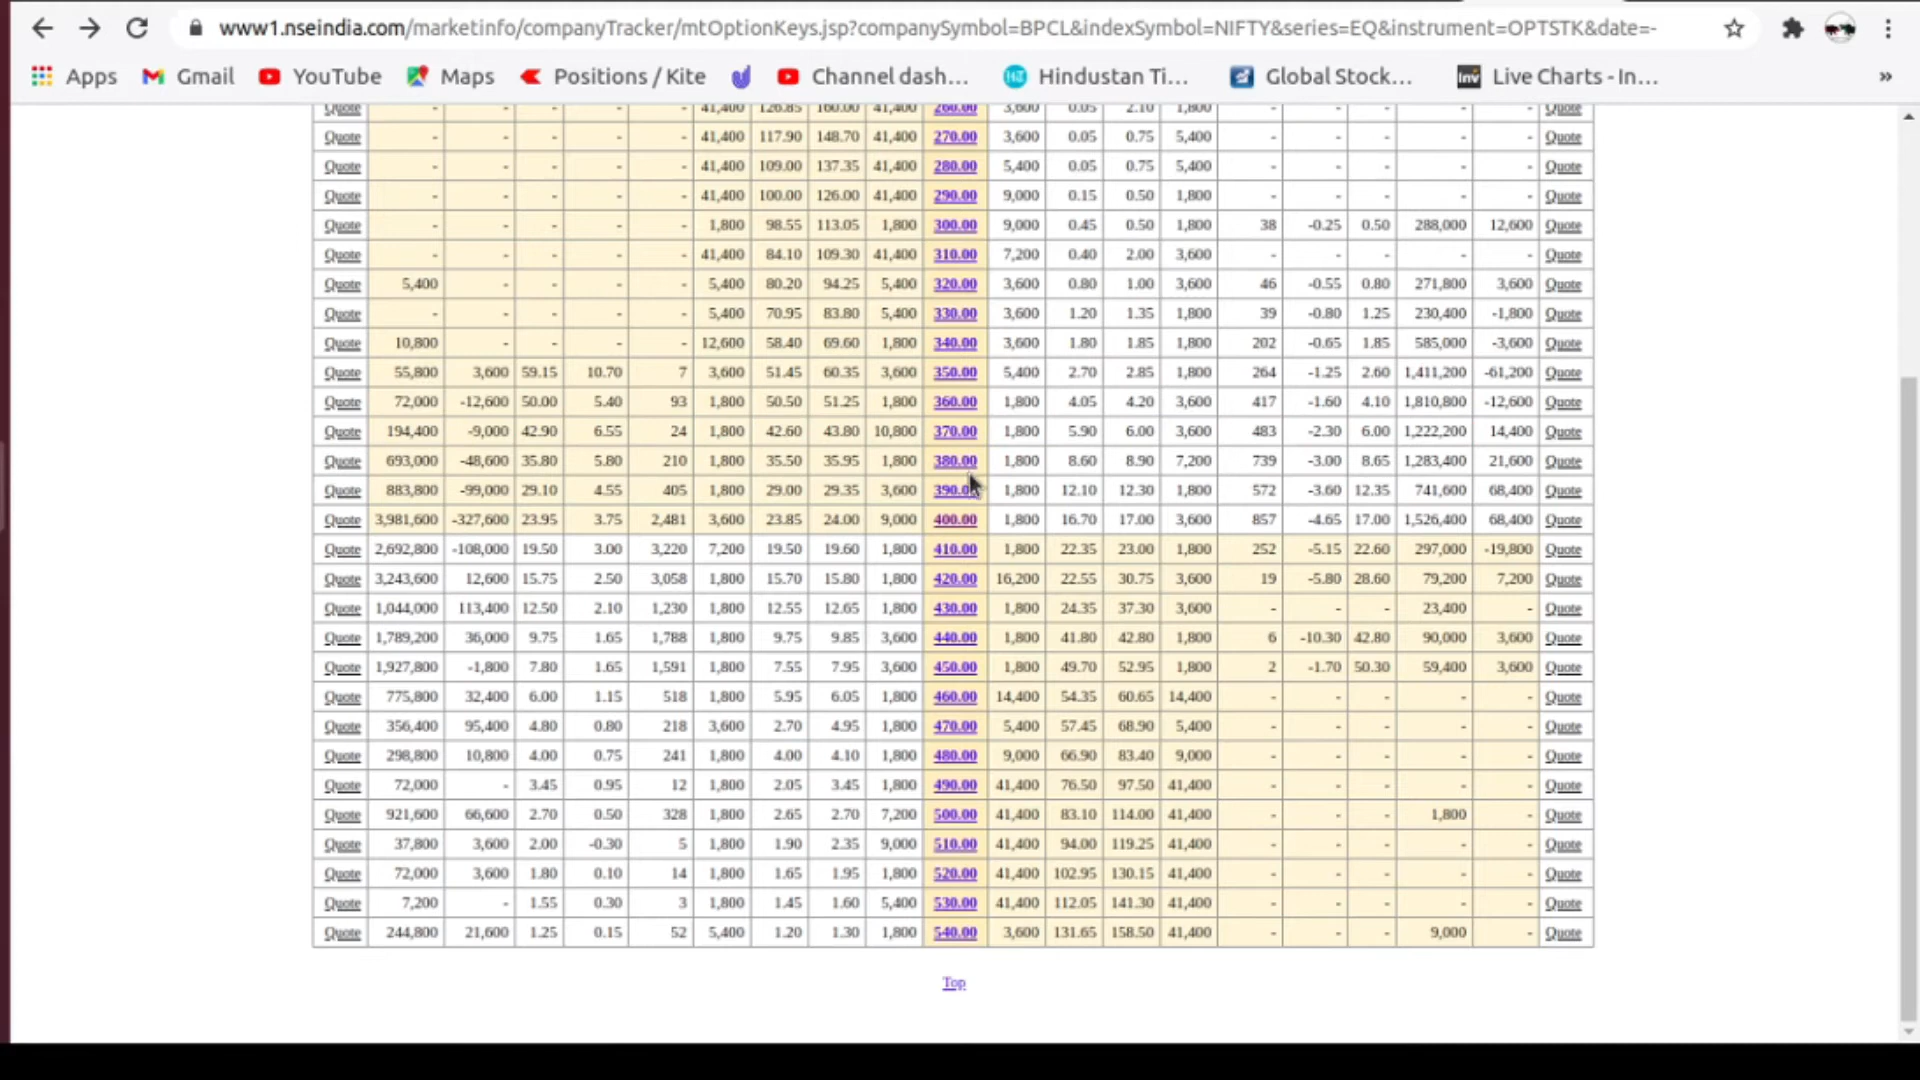 www1.nseindia.com/marketinfo/companyTracker/mtOptionKeys.jsp?companySymbol=BPCL&indexSymbol=NIFTY&series=EQ&instrument=OPTSTK&date=-
Apps Gmail YouTube Maps Positions / Kite Channel dash... Hindustan Ti... Global Stock... Live Charts - In... »
Quote - - - - - 41,400 126.85 160.00 41,400 260.00 3,600 0.05 2.10 1,800 - - - - - Quote
Quote - - - - - 41,400 117.90 148.70 41,400 270.00 3,600 0.05 0.75 5,400 - - - - - Quote
Quote - - - - - 41,400 109.00 137.35 41,400 280.00 5,400 0.05 0.75 5,400 - - - - - Quote
Quote - - - - - 41,400 100.00 126.00 41,400 290.00 9,000 0.15 0.50 1,800 - - - - - Quote
Quote - - - - - 1,800 98.55 113.05 1,800 300.00 9,000 0.45 0.50 1,800 38 -0.25 0.50 288,000 12,600 Quote
Quote - - - - - 41,400 84.10 109.30 41,400 310.00 7,200 0.40 2.00 3,600 - - - - - Quote
Quote 5,400 - - - - 5,400 80.20 94.25 5,400 320.00 3,600 0.80 1.00 3,600 46 -0.55 0.80 271,800 3,600 Quote
Quote - - - - - 5,400 70.95 83.80 5,400 330.00 3,600 1.20 1.35 1,800 39 -0.80 1.25 230,400 -1,800 Quote
Quote 10,800 - - - - 12,600 58.40 69.60 1,800 340.00 3,600 1.80 1.85 1,800 202 -0.65 1.85 585,000 -3,600 Quote
Quote 55,800 3,600 59.15 10.70 7 3,600 51.45 60.35 3,600 350.00 5,400 2.70 2.85 1,800 264 -1.25 2.60 1,411,200 -61,200 Quote
Quote 72,000 -12,600 50.00 5.40 93 1,800 50.50 51.25 1,800 360.00 1,800 4.05 4.20 3,600 417 -1.60 4.10 1,810,800 -12,600 Quote
Quote 194,400 -9,000 42.90 6.55 24 1,800 42.60 43.80 10,800 370.00 1,800 5.90 6.00 3,600 483 -2.30 6.00 1,222,200 14,400 Quote
Quote 693,000 -48,600 35.80 5.80 210 1,800 35.50 35.95 1,800 380.00 1,800 8.60 8.90 7,200 739 -3.00 8.65 1,283,400 21,600 Quote
Quote 883,800 -99,000 29.10 4.55 405 1,800 29.00 29.35 3,600 390.00 1,800 12.10 12.30 1,800 572 -3.60 12.35 741,600 68,400 Quote
Quote 3,981,600 -327,600 23.95 3.75 2,481 3,600 23.85 24.00 9,000 400.00 1,800 16.70 17.00 3,600 857 -4.65 17.00 1,526,400 68,400 Quote
Quote 2,692,800 -108,000 19.50 3.00 3,220 7,200 19.50 19.60 1,800 410.00 1,800 22.35 23.00 1,800 252 -5.15 22.60 297,000 -19,800 Quote
Quote 3,243,600 12,600 15.75 2.50 3,058 1,800 15.70 15.80 1,800 420.00 16,200 22.55 30.75 3,600 19 -5.80 28.60 79,200 7,200 Quote
Quote 1,044,000 113,400 12.50 2.10 1,230 1,800 12.55 12.65 1,800 430.00 1,800 24.35 37.30 3,600 - - - 23,400 - Quote
Quote 1,789,200 36,000 9.75 1.65 1,788 1,800 9.75 9.85 3,600 440.00 1,800 41.80 42.80 1,800 6 -10.30 42.80 90,000 3,600 Quote
Quote 1,927,800 -1,800 7.80 1.65 1,591 1,800 7.55 7.95 3,600 450.00 1,800 49.70 52.95 1,800 2 -1.70 50.30 59,400 3,600 Quote
Quote 775,800 32,400 6.00 1.15 518 1,800 5.95 6.05 1,800 460.00 14,400 54.35 60.65 14,400 - - - - - Quote
Quote 356,400 95,400 4.80 0.80 218 3,600 2.70 4.95 1,800 470.00 5,400 57.45 68.90 5,400 - - - - - Quote
Quote 298,800 10,800 4.00 0.75 241 1,800 4.00 4.10 1,800 480.00 9,000 66.90 83.40 9,000 - - - - - Quote
Quote 72,000 - 3.45 0.95 12 1,800 2.05 3.45 1,800 490.00 41,400 76.50 97.50 41,400 - - - - - Quote
Quote 921,600 66,600 2.70 0.50 328 1,800 2.65 2.70 7,200 500.00 41,400 83.10 114.00 41,400 - - - 1,800 - Quote
Quote 37,800 3,600 2.00 -0.30 5 1,800 1.90 2.35 9,000 510.00 41,400 94.00 119.25 41,400 - - - - - Quote
Quote 72,000 3,600 1.80 0.10 14 1,800 1.65 1.95 1,800 520.00 41,400 102.95 130.15 41,400 - - - - - Quote
Quote 7,200 - 1.55 0.30 3 1,800 1.45 1.60 5,400 530.00 41,400 112.05 141.30 41,400 - - - - - Quote
Quote 244,800 21,600 1.25 0.15 52 5,400 1.20 1.30 1,800 540.00 3,600 131.65 158.50 41,400 - - - 9,000 - Quote
Top